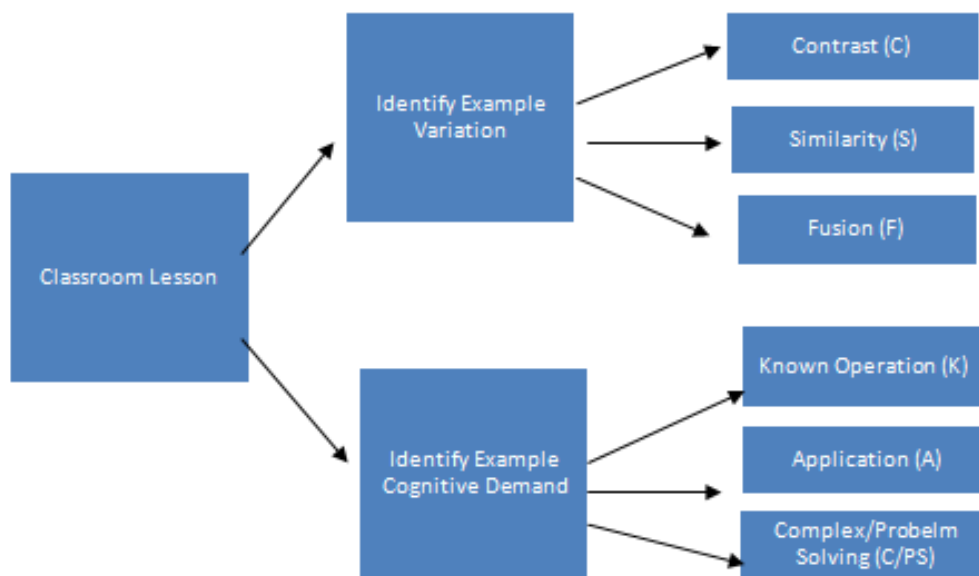 Classroom Lesson
Identify Example
Variation
Contrast (C)
Similarity (S)
Fusion (F)
Identify Example
Cognitive Demand
Known Operation (K)
Application (A)
Complex/Probelm
Solving (C/PS)